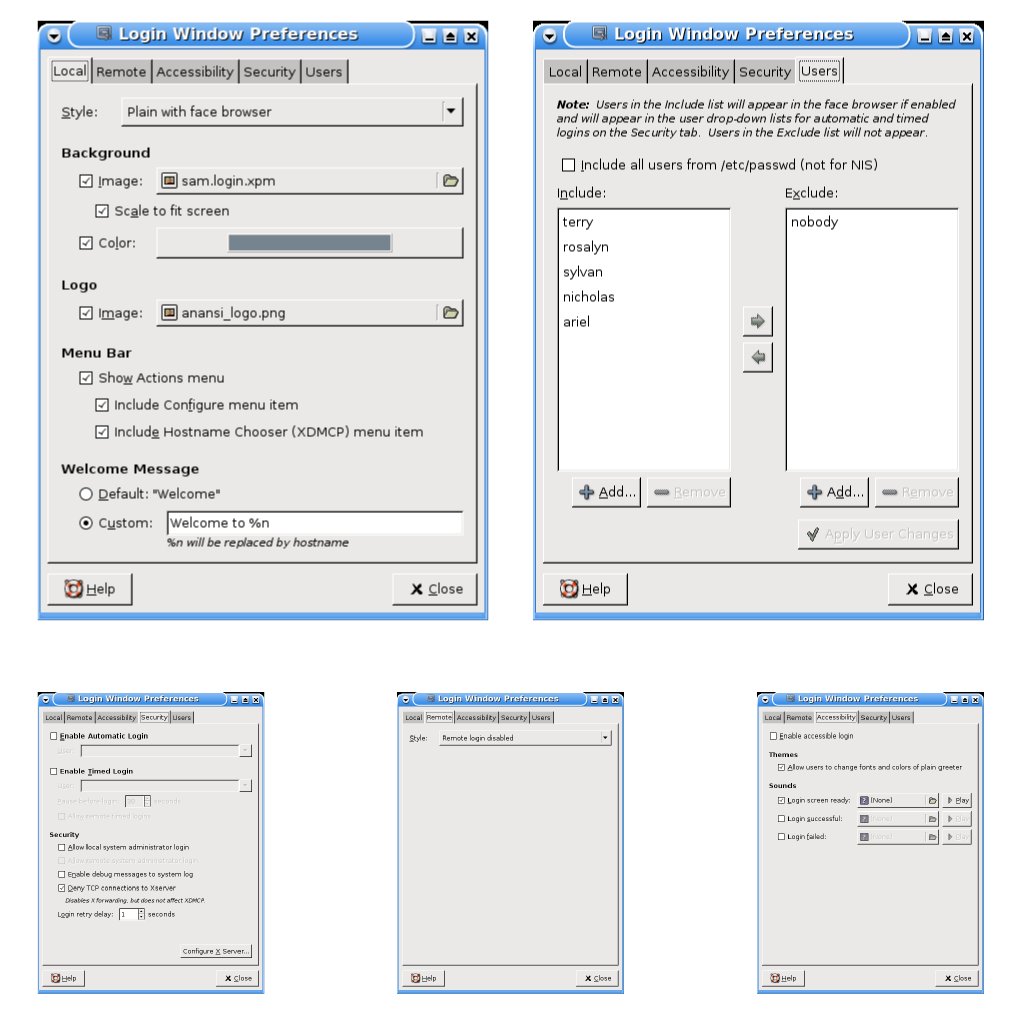 Login Window Preferences
Local Remote Accessibility Security Users
Style: Plain with face browser
Background
Image: sam.login.xpm
Scale to fit screen
Color:
Logo
Image: anansi_logo.png
Menu Bar
Show Actions menu
Include Configure menu item
Include Hostname Chooser (XDMCP) menu item
Welcome Message
Default: "Welcome"
Custom: Welcome to %n
%n will be replaced by hostname
Help Close
Login Window Preferences
Local Remote Accessibility Security Users
Note: Users in the Include list will appear in the face browser if enabled
and will appear in the user drop-down lists for automatic and timed
logins on the Security tab. Users in the Exclude list will not appear.
Include all users from /etc/passwd (not for NIS)
Include: Exclude:
terry nobody
rosalyn
sylvan
nicholas
ariel
Add... Remove Add... Remove
Apply User Changes
Help Close
Login Window Preferences
Local Remote Accessibility Security Users
Enable Automatic Login
User:
Enable Timed Login
User:
Pause before login: 30 seconds
Allow remote timed logins
Security
Allow local system administrator login
Allow remote system administrator login
Enable debug messages to system log
Deny TCP connections to Xserver
Disables X forwarding, but does not affect XDMCP.
Login retry delay: 1 seconds
Configure X Server...
Help Close
Login Window Preferences
Local Remote Accessibility Security Users
Style: Remote login disabled
Help Close
Login Window Preferences
Local Remote Accessibility Security Users
Enable accessible login
Themes
Allow users to change fonts and colors of plain greeter
Sounds
Login screen ready: (None) Play
Login successful: (None) Play
Login failed: (None) Play
Help Close